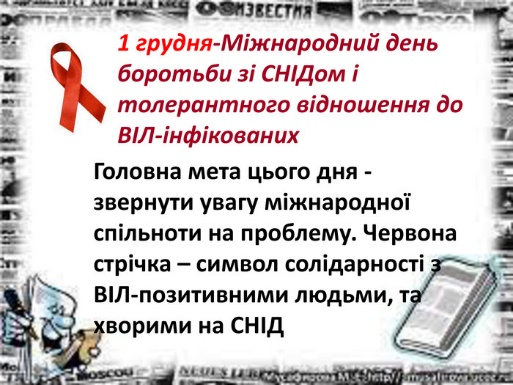 ИЗВЕСТИЯ
1 грудня-Міжнародний день
боротьби зі СНІДом і
толерантного відношення до
ВІЛ-інфікованих
Головна мета цього дня -
звернути увагу міжнародної
спільноти на проблему. Червона
стрічка – символ солідарності з
ВІЛ-позитивними людьми, та
хворими на СНІД